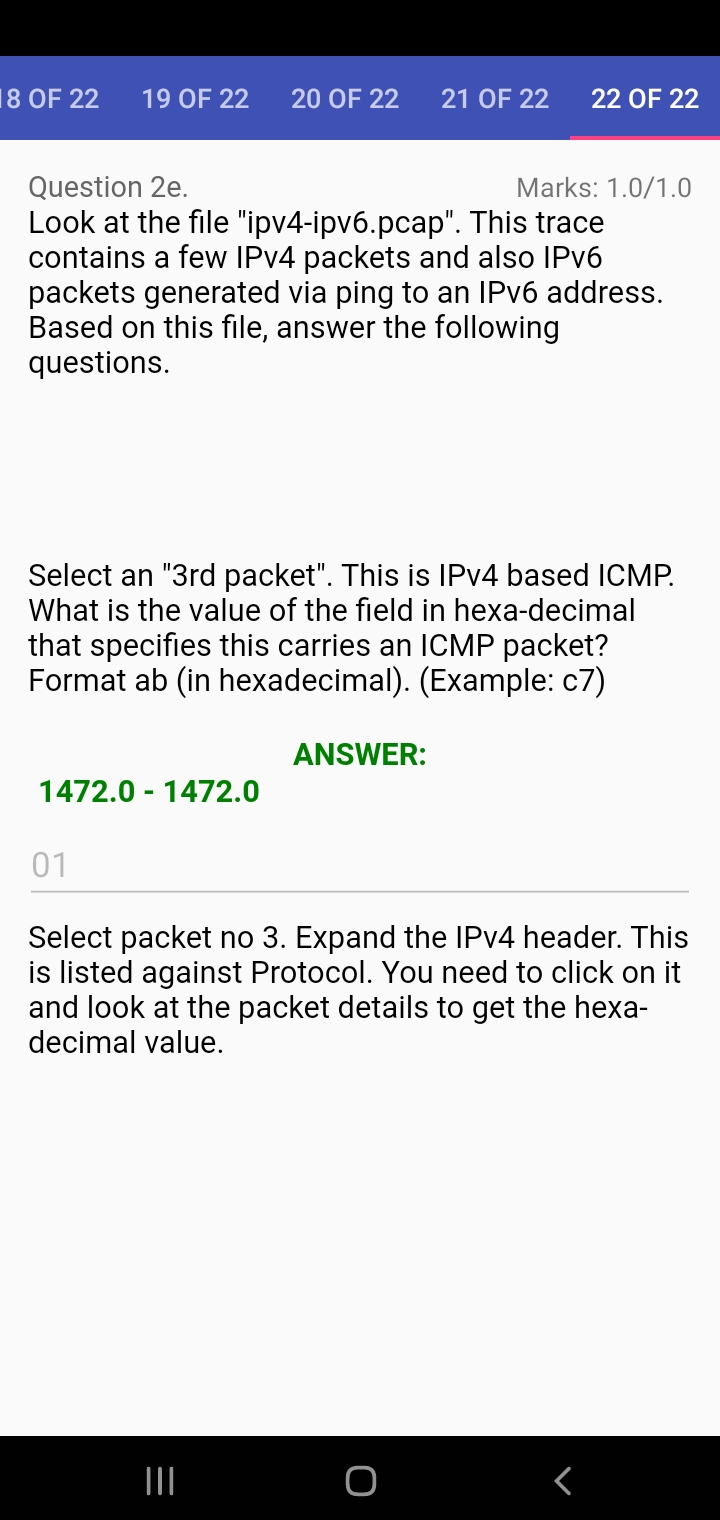 18 OF 22 19 OF 22 20 OF 22 21 OF 22 22 OF 22
Question 2e. Marks: 1.0/1.0
Look at the file "ipv4-ipv6.pcap". This trace
contains a few IPv4 packets and also IPv6
packets generated via ping to an IPv6 address.
Based on this file, answer the following
questions.
Select an "3rd packet". This is IPv4 based ICMP.
What is the value of the field in hexa-decimal
that specifies this carries an ICMP packet?
Format ab (in hexadecimal). (Example: c7)
ANSWER:
1472.0 - 1472.0
01
Select packet no 3. Expand the IPv4 header. This
is listed against Protocol. You need to click on it
and look at the packet details to get the hexa-
decimal value.